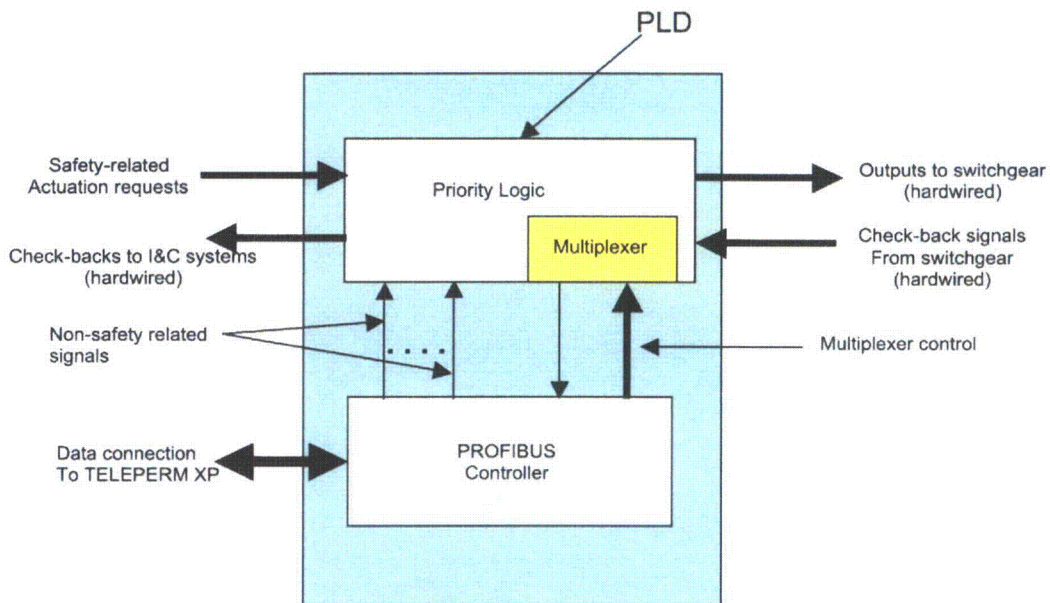 PLD
Safety-related
Actuation requests
Priority Logic
Outputs to switchgear
(hardwired)
Multiplexer
Check-backs to I&C systems
(hardwired)
Check-back signals
From switchgear
(hardwired)
Non-safety related
signals
Multiplexer control
PROFIBUS
Controller
Data connection
To TELEPERM XP